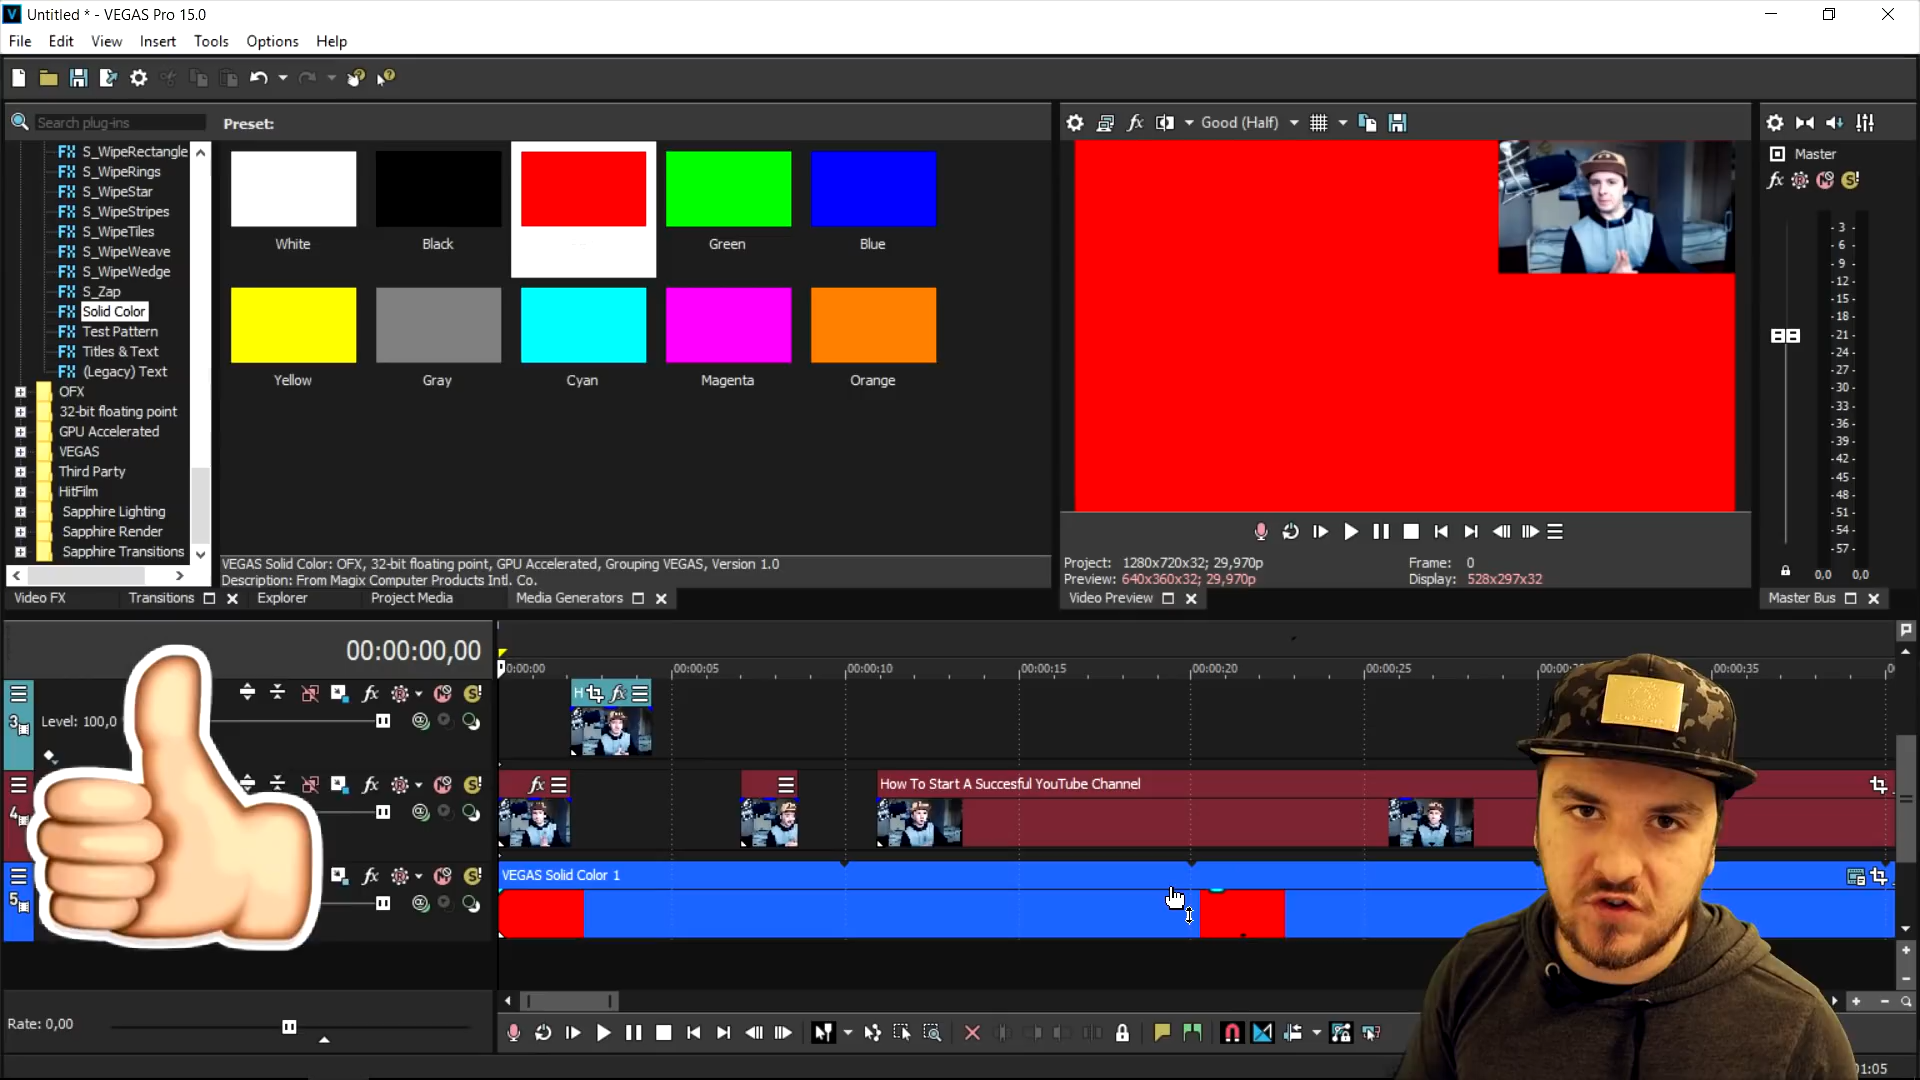 Untitled * - VEGAS Pro 15.0
File Edit View Insert Tools Options Help
Search plug-ins
Preset:
S_WipeRectangle
S_WipeRings
S_WipeStar
S_WipeStripes
S_WipeTiles
S_WipeWeave
S_WipeWedge
S_Zap
Solid Color
Test Pattern
Titles & Text
(Legacy) Text
OFX
32-bit floating point
GPU Accelerated
VEGAS
Third Party
HitFilm
Sapphire Lighting
Sapphire Render
Sapphire Transitions
White Black Green Blue
Yellow Gray Cyan Magenta Orange
VEGAS Solid Color: OFX, 32-bit floating point, GPU Accelerated, Grouping VEGAS, Version 1.0
Description: From Magix Computer Products Intl. Co.
Video FX Transitions Explorer Project Media Media Generators
Good (Half)
Project: 1280x720x32; 29,970p Frame: 0
Preview: 640x360x32; 29,970p Display: 528x297x32
Video Preview
Master
- 3 -
- 6 -
- 9 -
- 12 -
- 15 -
- 18 -
- 21 -
- 24 -
- 27 -
- 30 -
- 33 -
- 36 -
- 39 -
- 42 -
- 45 -
- 48 -
- 51 -
- 54 -
- 57 -
0,0 0,0
Master Bus
00:00:00,00
0:00:00 00:00:05 00:00:10 00:00:15 00:00:20 00:00:25 00:00:35
3 Level: 100,0
H
4
How To Start A Succesful YouTube Channel
5
VEGAS Solid Color 1
Rate: 0,00